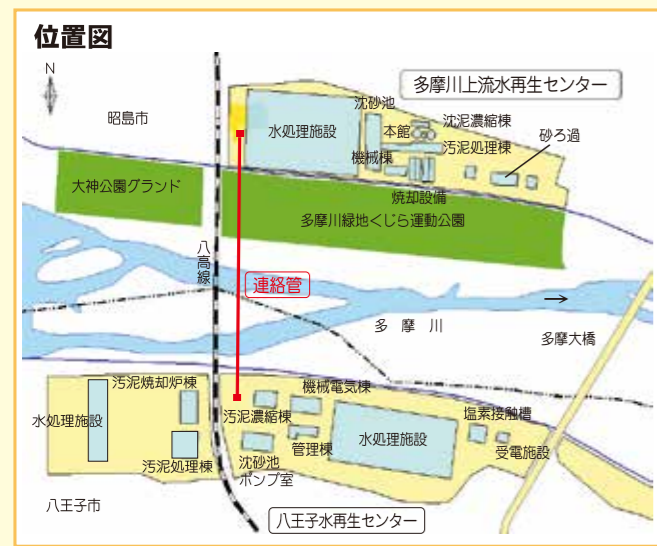 位置図
N
昭島市
多摩川上流水再生センター
沈砂池
水処理施設
本館
沈泥濃縮棟
汚泥処理棟
砂ろ過
機械棟
焼却設備
大神公園グランド
多摩川緑地くじら運動公園
八高線
連絡管
→
多摩川
多摩大橋
汚泥焼却炉棟
機械電気棟
水処理施設
汚泥濃縮棟
塩素接触槽
水処理施設
管理棟
受電施設
汚泥処理棟
沈砂池
ポンプ室
八王子市
八王子水再生センター